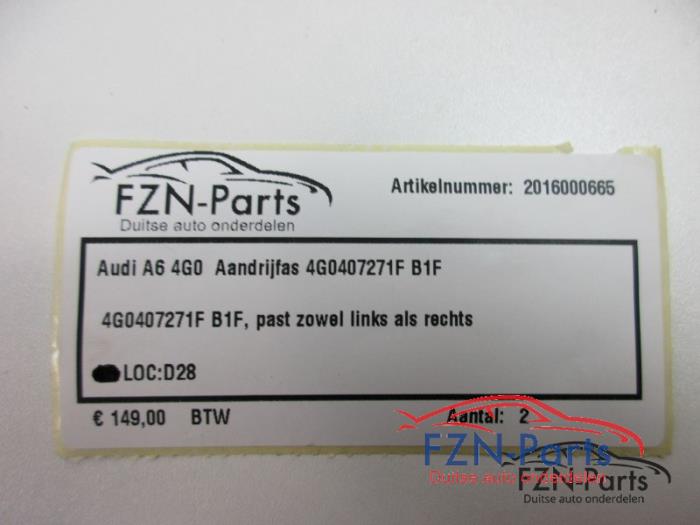 FZN-Parts
Duitse auto onderdelen
Artikelnummer: 2016000665
Audi A6 4G0 Aandrijfas 4G0407271F B1F
4G0407271F B1F, past zowel links als rechts
LOC:D28
€ 149,00 BTW
Aantal: 2
FZN-Parts
Duitse auto onderdelen
FZN-Parts
Duitse auto onderdelen